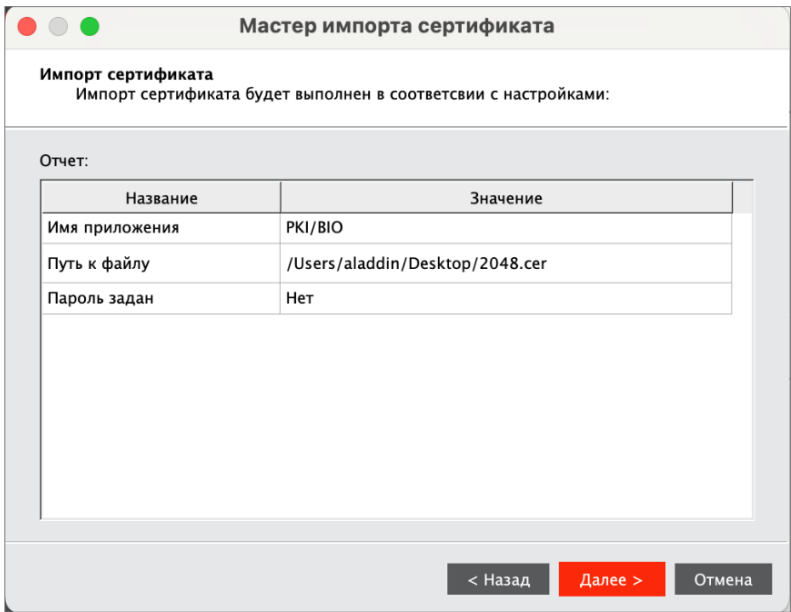 Мастер импорта сертификата
Импорт сертификата
Импорт сертификата будет выполнен в соответсвии с настройками:
Отчет:
Название Значение
Имя приложения PKI/BIO
Путь к файлу /Users/aladdin/Desktop/2048.cer
Пароль задан Нет
< Назад Далее > Отмена